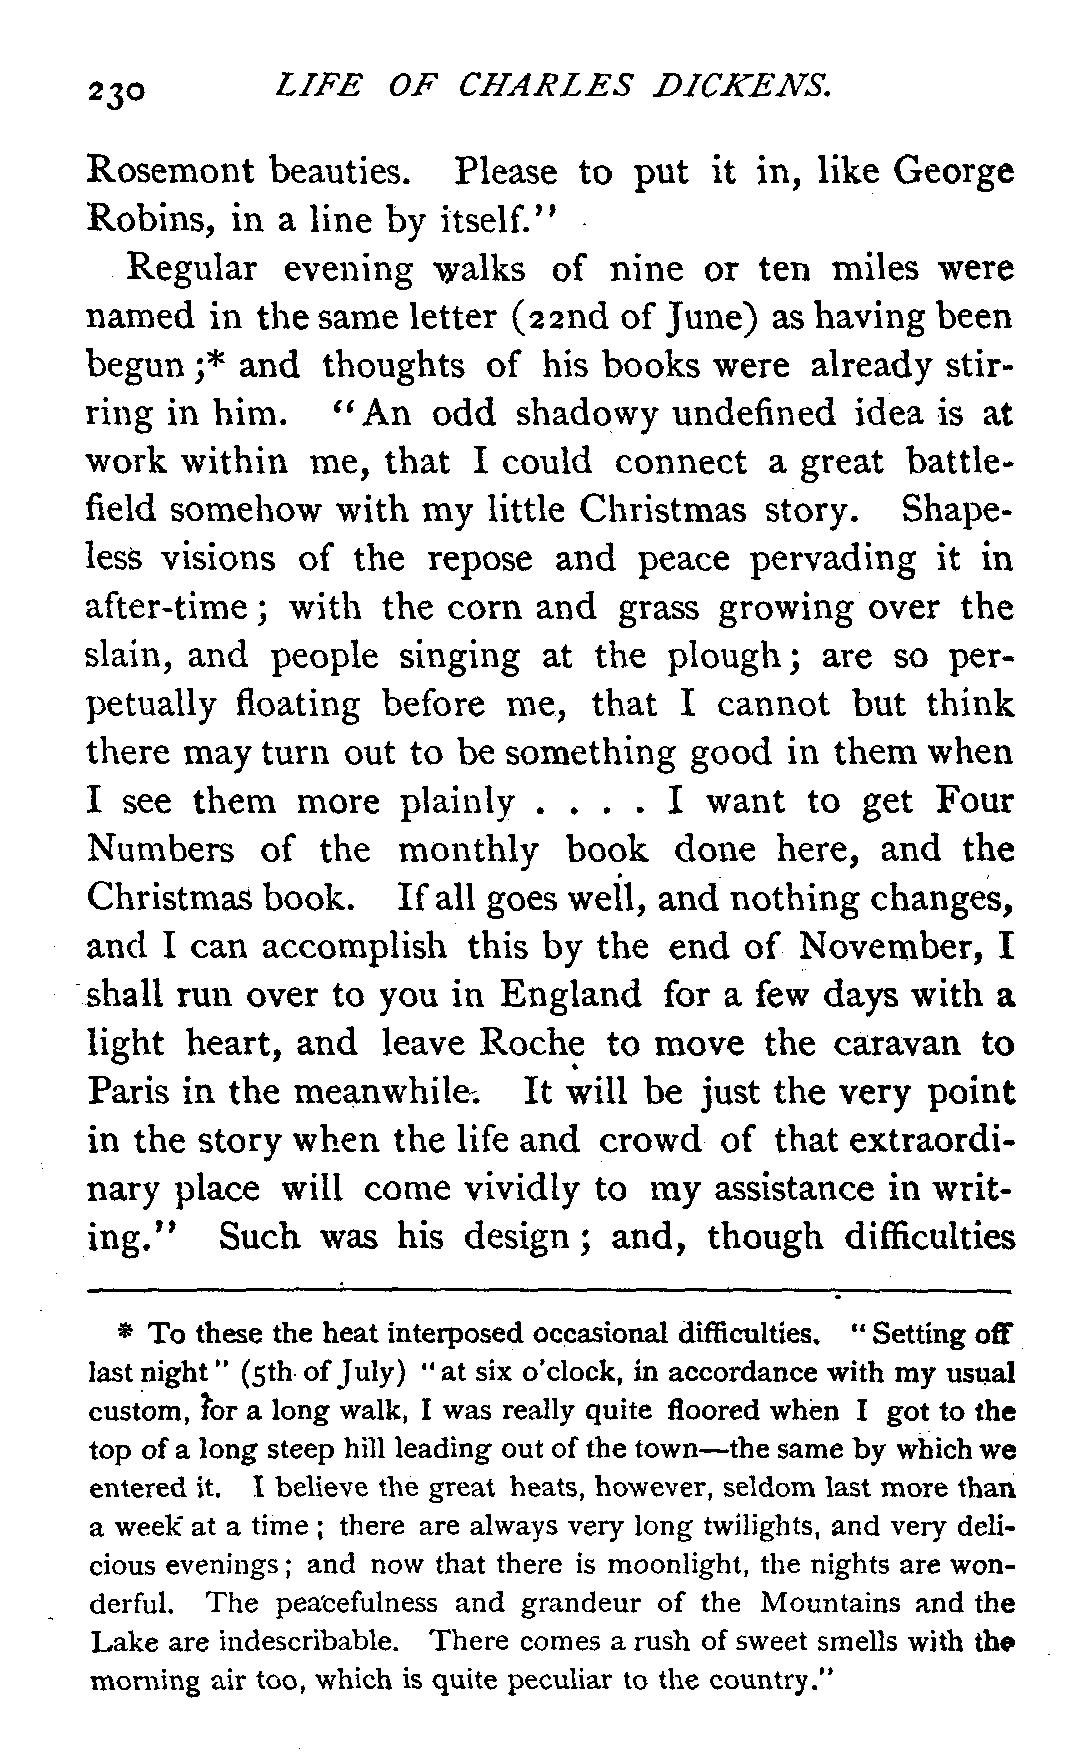 230 LIFE OF CHARLES DICKENS.
Rosemont beauties. Please to put it in, like George
Robins, in a line by itself."
Regular evening walks of nine or ten miles were
named in the same letter (22nd of June) as having been
begun ;* and thoughts of his books were already stir-
ring in him. "An odd shadowy undefined idea is at
work within me, that I could connect a great battle-
field somehow with my little Christmas story. Shape-
less visions of the repose and peace pervading it in
after-time ; with the corn and grass growing over the
slain, and people singing at the plough ; are so per-
petually floating before me, that I cannot but think
there may turn out to be something good in them when
I see them more plainly . . . . I want to get Four
Numbers of the monthly book done here, and the
Christmas book. If all goes well, and nothing changes,
and I can accomplish this by the end of November, I
shall run over to you in England for a few days with a
light heart, and leave Roche to move the caravan to
Paris in the meanwhile. It will be just the very point
in the story when the life and crowd of that extraordi-
nary place will come vividly to my assistance in writ-
ing." Such was his design ; and, though difficulties
* To these the heat interposed occasional difficulties. "Setting off
last night" (5th of July) "at six o'clock, in accordance with my usual
custom, for a long walk, I was really quite floored when I got to the
top of a long steep hill leading out of the town—the same by which we
entered it. I believe the great heats, however, seldom last more than
a week at a time ; there are always very long twilights, and very deli-
cious evenings ; and now that there is moonlight, the nights are won-
derful. The peacefulness and grandeur of the Mountains and the
Lake are indescribable. There comes a rush of sweet smells with the
morning air too, which is quite peculiar to the country."